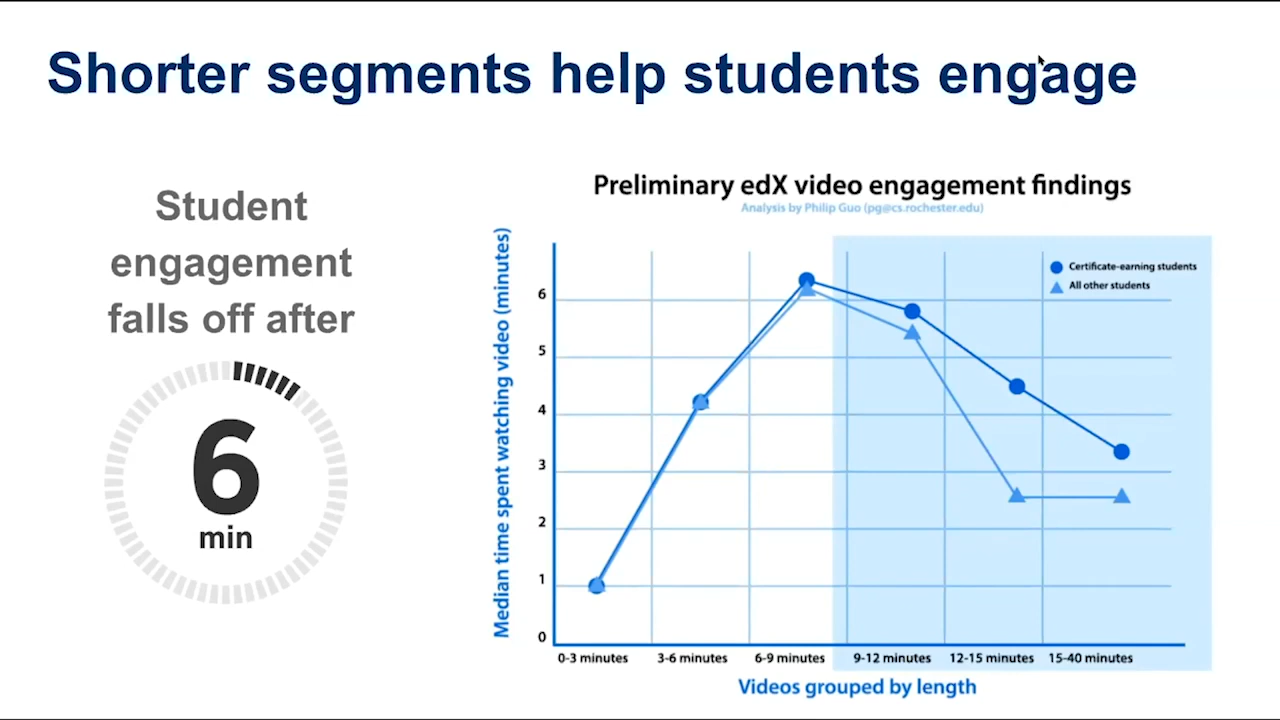 Shorter segments help students engage
Student
engagement
falls off after
6
min
Preliminary edX video engagement findings
Analysis by Philip Guo (pg@cs.rochester.edu)
Median time spent watching video (minutes)
6
5
4
3
2
1
0
Certificate-earning students
All other students
0-3 minutes
3-6 minutes
6-9 minutes
9-12 minutes
12-15 minutes
15-40 minutes
Videos grouped by length